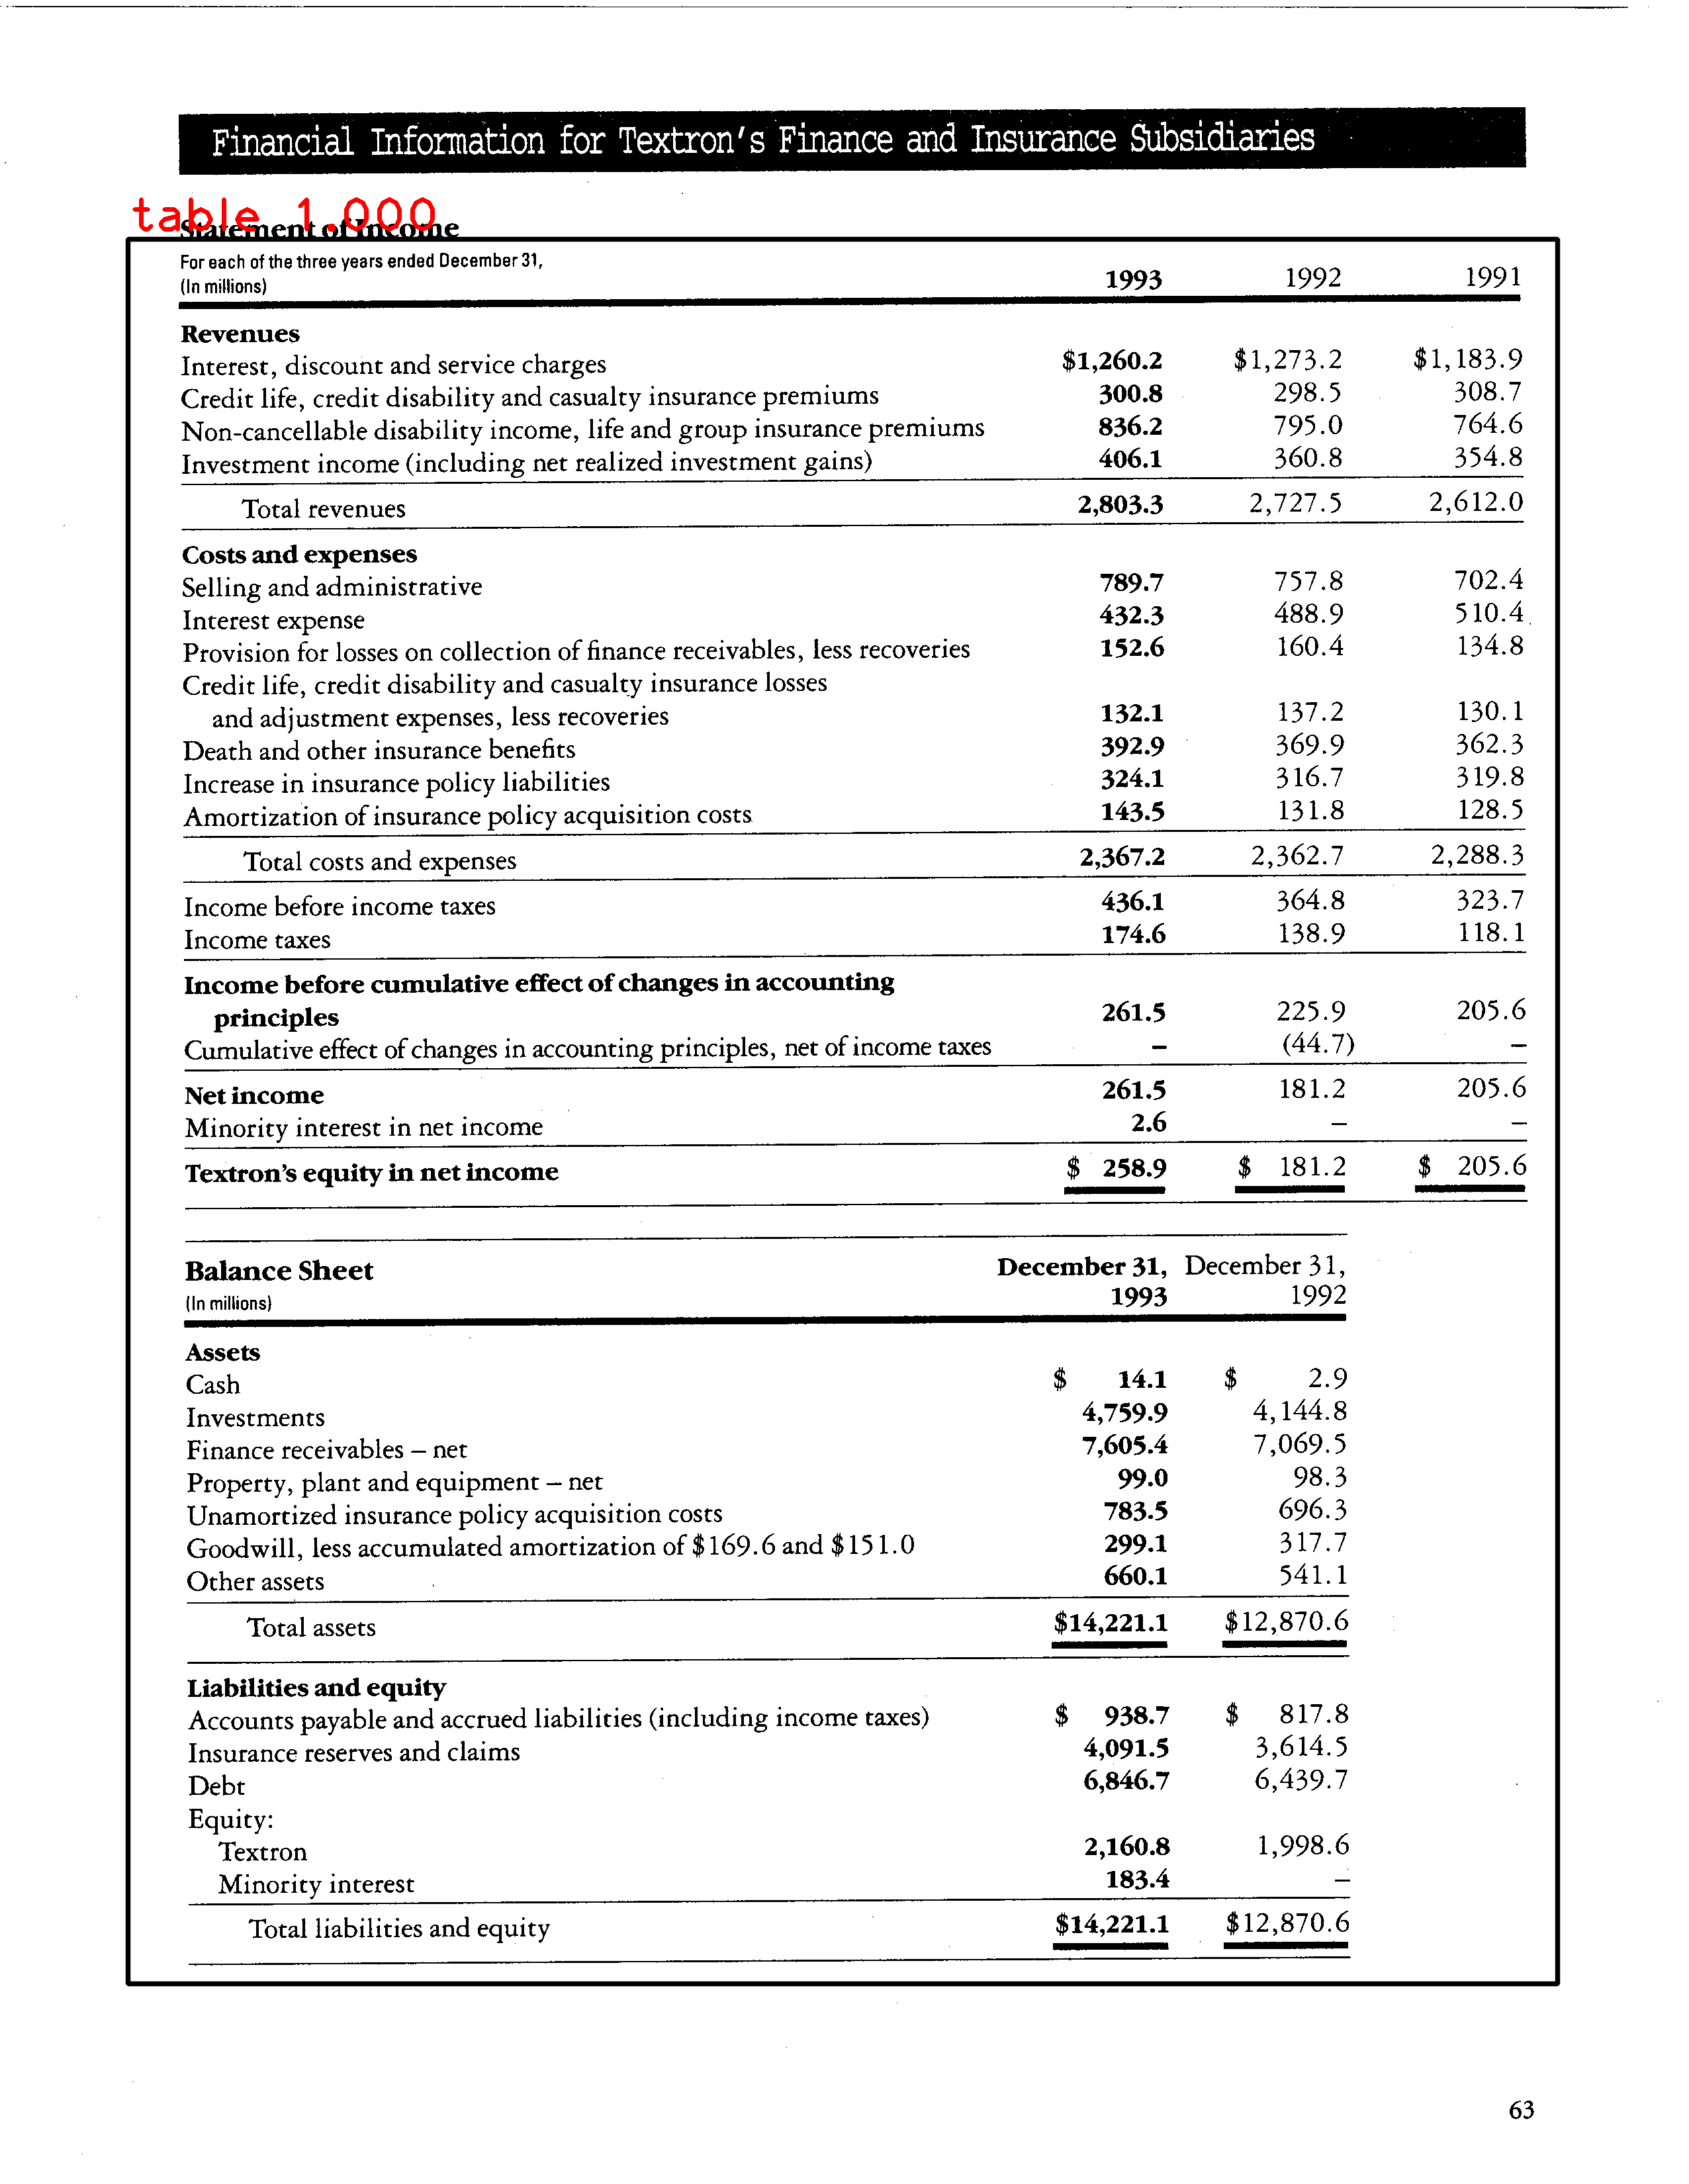 Financial Information for Textron's Finance and Insurance Subsidiaries
table 1.000
Statement of Income
For each of the three years ended December 31,
(In millions) 1993 1992 1991
Revenues
Interest, discount and service charges $1,260.2 $1,273.2 $1,183.9
Credit life, credit disability and casualty insurance premiums 300.8 298.5 308.7
Non-cancellable disability income, life and group insurance premiums 836.2 795.0 764.6
Investment income (including net realized investment gains) 406.1 360.8 354.8
Total revenues 2,803.3 2,727.5 2,612.0
Costs and expenses
Selling and administrative 789.7 757.8 702.4
Interest expense 432.3 488.9 510.4
Provision for losses on collection of finance receivables, less recoveries 152.6 160.4 134.8
Credit life, credit disability and casualty insurance losses
and adjustment expenses, less recoveries 132.1 137.2 130.1
Death and other insurance benefits 392.9 369.9 362.3
Increase in insurance policy liabilities 324.1 316.7 319.8
Amortization of insurance policy acquisition costs 143.5 131.8 128.5
Total costs and expenses 2,367.2 2,362.7 2,288.3
Income before income taxes 436.1 364.8 323.7
Income taxes 174.6 138.9 118.1
Income before cumulative effect of changes in accounting
principles 261.5 225.9 205.6
Cumulative effect of changes in accounting principles, net of income taxes – (44.7) –
Net income 261.5 181.2 205.6
Minority interest in net income 2.6 – –
Textron's equity in net income $ 258.9 $ 181.2 $ 205.6
Balance Sheet December 31, December 31,
(In millions) 1993 1992
Assets
Cash $ 14.1 $ 2.9
Investments 4,759.9 4,144.8
Finance receivables – net 7,605.4 7,069.5
Property, plant and equipment – net 99.0 98.3
Unamortized insurance policy acquisition costs 783.5 696.3
Goodwill, less accumulated amortization of $169.6 and $151.0 299.1 317.7
Other assets 660.1 541.1
Total assets $14,221.1 $12,870.6
Liabilities and equity
Accounts payable and accrued liabilities (including income taxes) $ 938.7 $ 817.8
Insurance reserves and claims 4,091.5 3,614.5
Debt 6,846.7 6,439.7
Equity:
Textron 2,160.8 1,998.6
Minority interest 183.4 –
Total liabilities and equity $14,221.1 $12,870.6
63